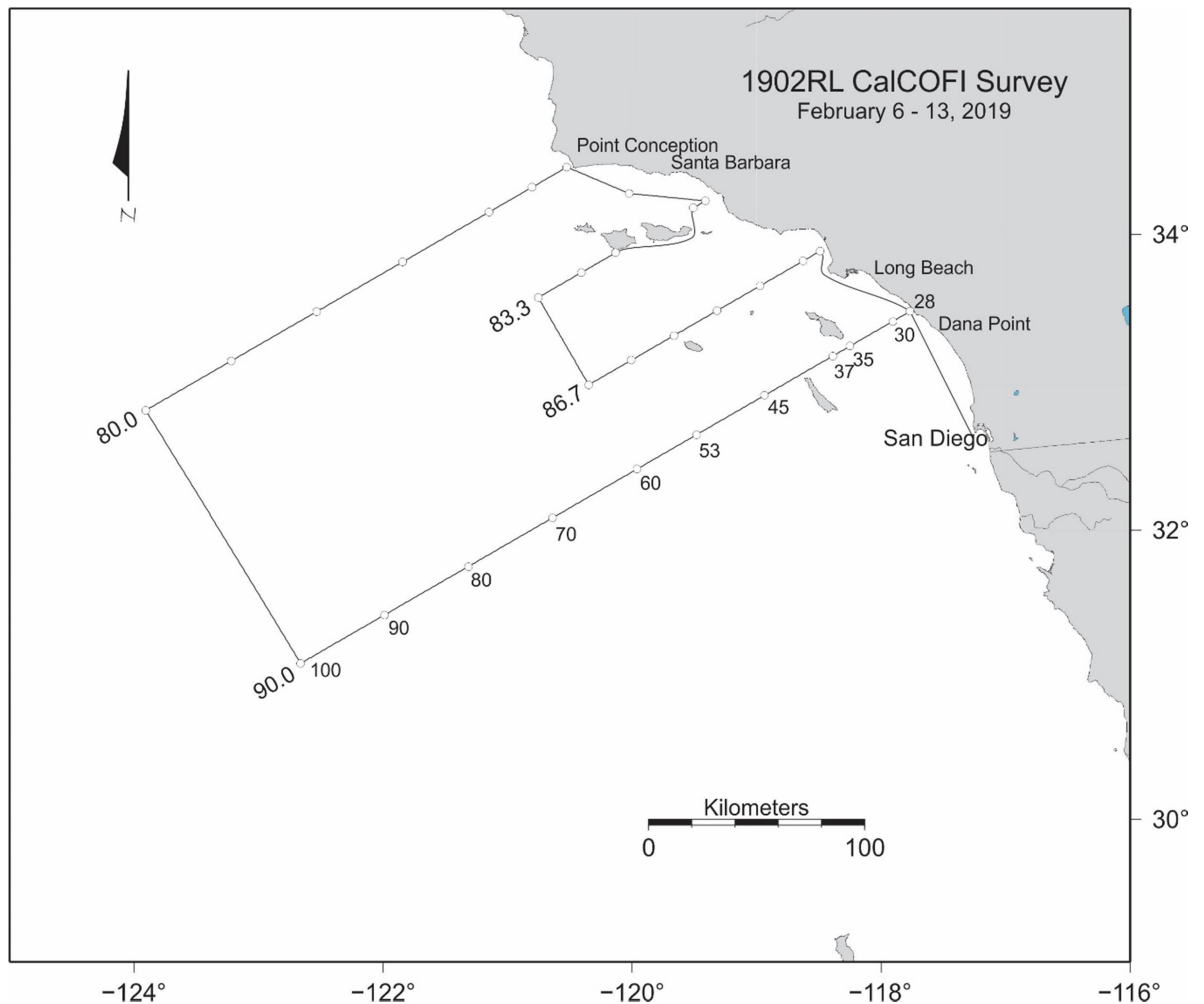 1902RL CalCOFI Survey
February 6 - 13, 2019
Point Conception
Santa Barbara
N
34°
Long Beach
28
83.3
30
Dana Point
35
37
86.7
45
80.0
San Diego
53
60
32°
70
80
90
100
90.0
Kilometers
0 100
30°
−124° −122° −120° −118° −116°